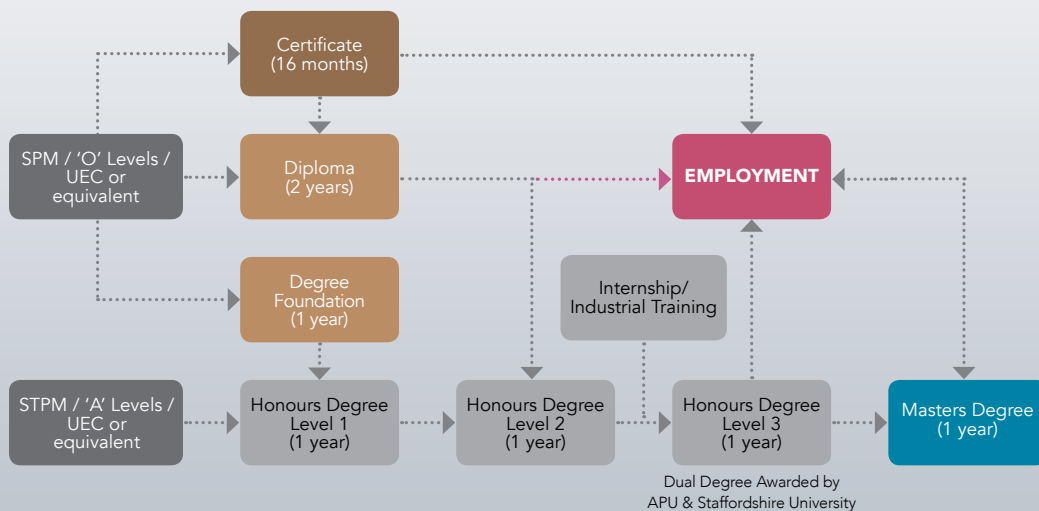 Certificate
(16 months)
SPM / 'O' Levels /
UEC or
equivalent
Diploma
(2 years)
EMPLOYMENT
Degree
Foundation
(1 year)
Internship/
Industrial Training
STPM / 'A' Levels /
UEC or
equivalent
Honours Degree
Level 1
(1 year)
Honours Degree
Level 2
(1 year)
Honours Degree
Level 3
(1 year)
Masters Degree
(1 year)
Dual Degree Awarded by
APU & Staffordshire University